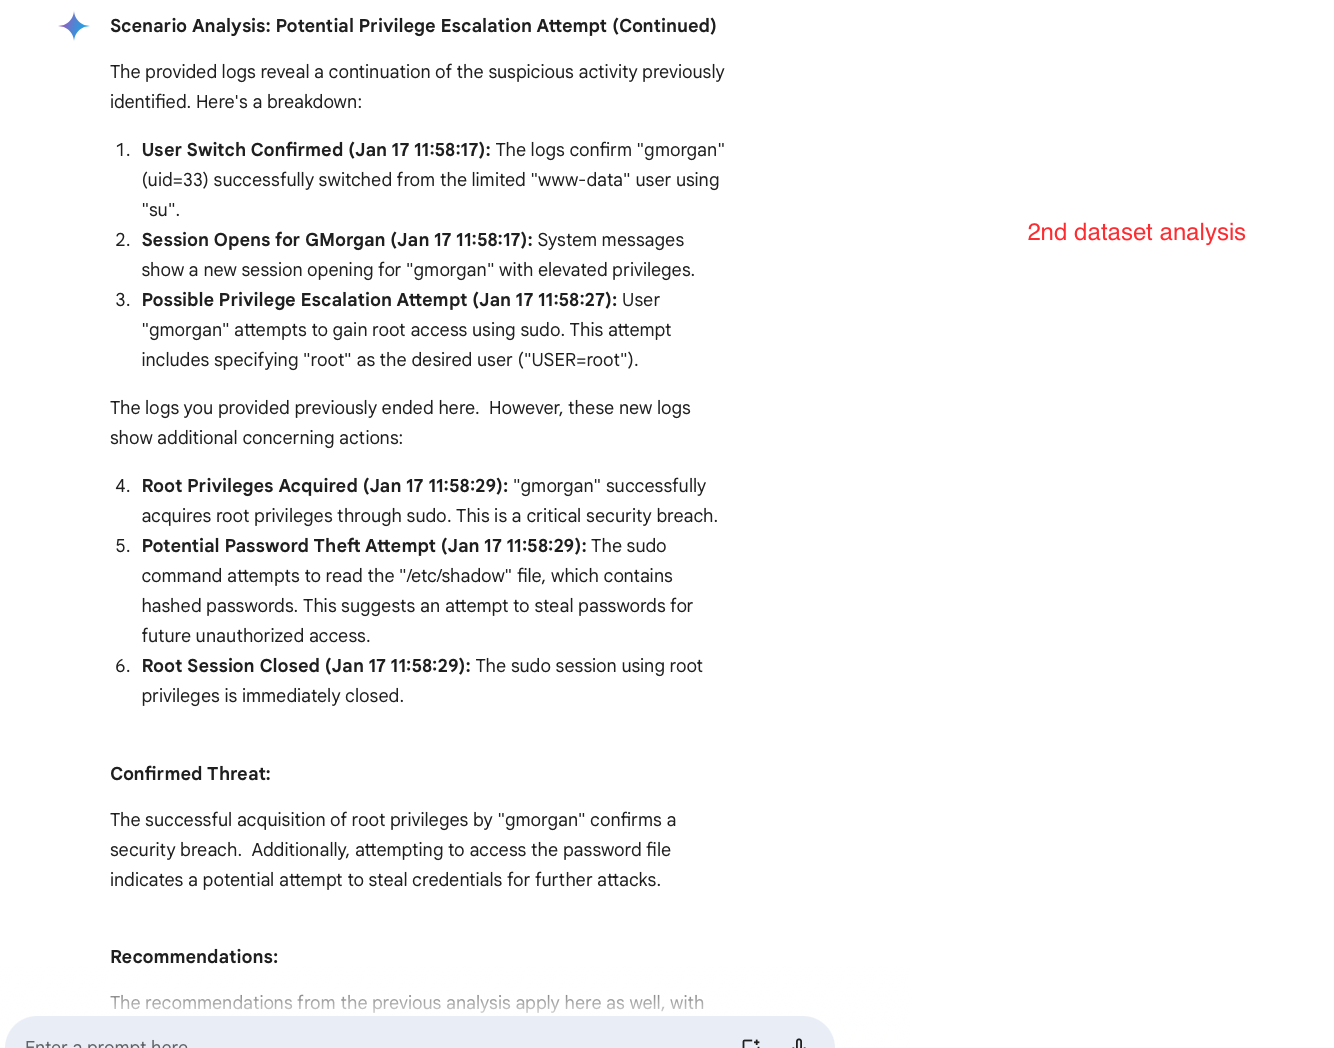 Scenario Analysis: Potential Privilege Escalation Attempt (Continued)
The provided logs reveal a continuation of the suspicious activity previously
identified. Here's a breakdown:
1. User Switch Confirmed (Jan 17 11:58:17): The logs confirm "gmorgan"
(uid=33) successfully switched from the limited "www-data" user using
"su".
2. Session Opens for GMorgan (Jan 17 11:58:17): System messages
show a new session opening for "gmorgan" with elevated privileges.
3. Possible Privilege Escalation Attempt (Jan 17 11:58:27): User
"gmorgan" attempts to gain root access using sudo. This attempt
includes specifying "root" as the desired user ("USER=root").
The logs you provided previously ended here.  However, these new logs
show additional concerning actions:
4. Root Privileges Acquired (Jan 17 11:58:29): "gmorgan" successfully
acquires root privileges through sudo. This is a critical security breach.
5. Potential Password Theft Attempt (Jan 17 11:58:29): The sudo
command attempts to read the "/etc/shadow" file, which contains
hashed passwords. This suggests an attempt to steal passwords for
future unauthorized access.
6. Root Session Closed (Jan 17 11:58:29): The sudo session using root
privileges is immediately closed.
Confirmed Threat:
The successful acquisition of root privileges by "gmorgan" confirms a
security breach.  Additionally, attempting to access the password file
indicates a potential attempt to steal credentials for further attacks.
Recommendations:
The recommendations from the previous analysis apply here as well, with
Enter a prompt here
2nd dataset analysis